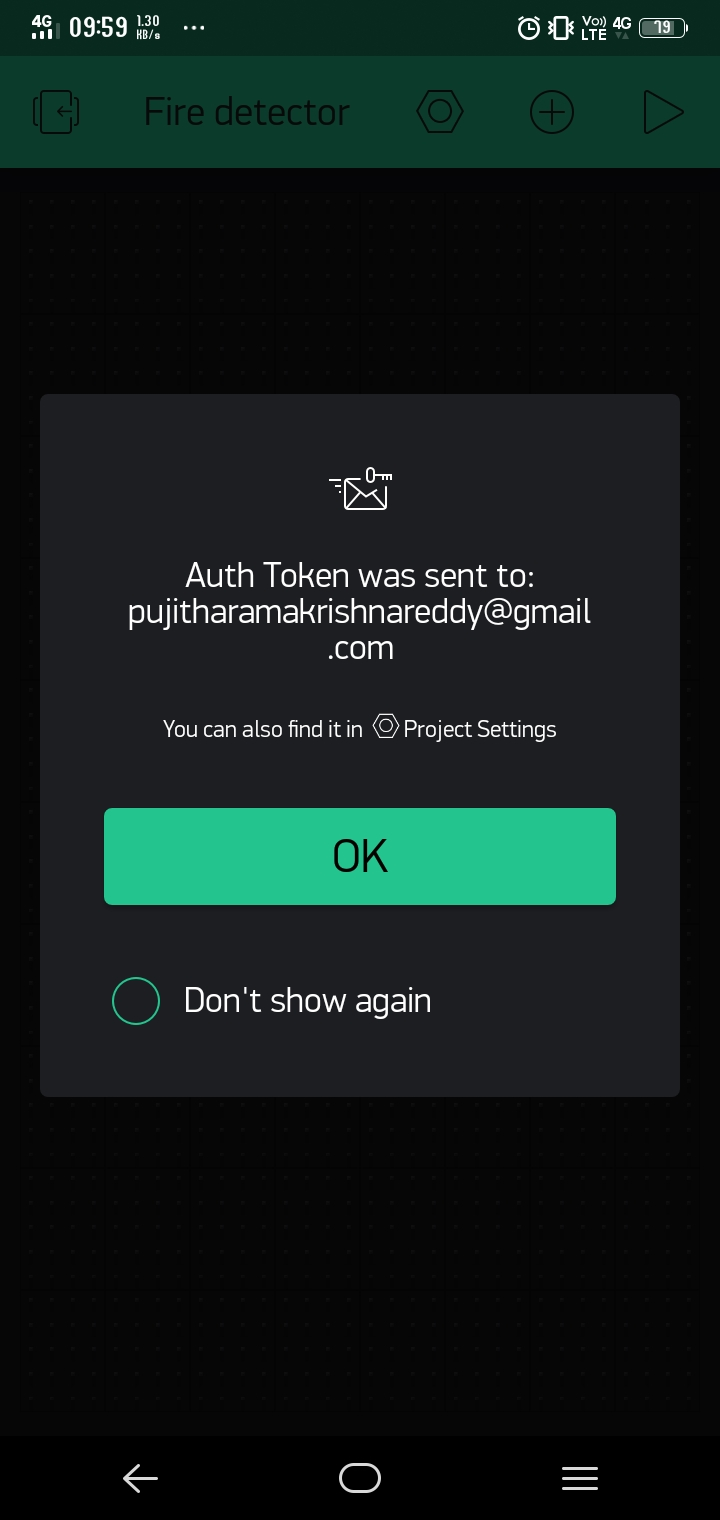 4G 09:59 1.30 KB/s ... Vo)) LTE 4G 79
Fire detector
Auth Token was sent to:
pujitharamakrishnareddy@gmail
.com
You can also find it in Project Settings
OK
Don't show again